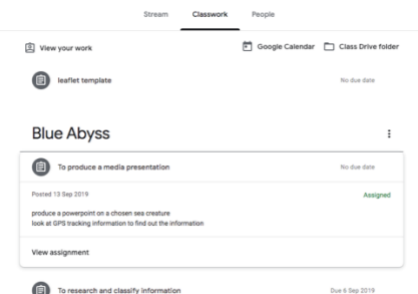 Stream Classwork People
View your work Google Calendar Class Drive folder
leaflet template No due date
Blue Abyss
To produce a media presentation No due date
Posted 13 Sep 2019 Assigned
produce a powerpoint on a chosen sea creature
look at GPS tracking information to find out the information
View assignment
To research and classify information Due 6 Sep 2019